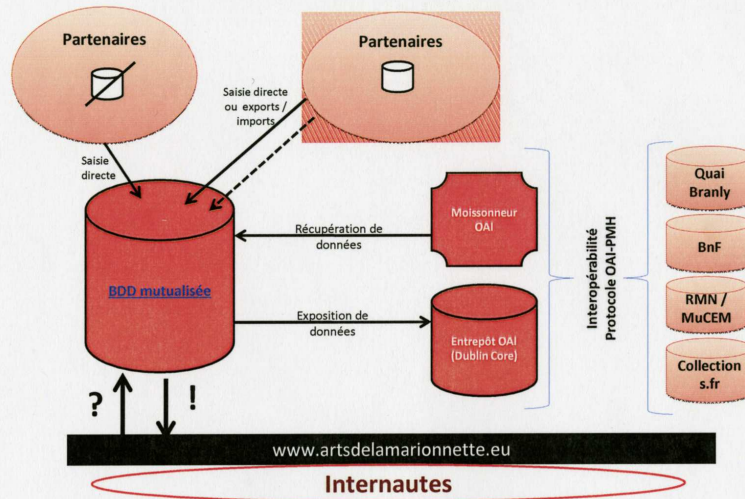 Partenaires
Partenaires
Saisie directe
ou exports /
imports
Saisie
directe
Quai
Branly
Moissonneur
OAI
Récupération de
données
BnF
Interopérabilité
Protocole OAI-PMH
BDD mutualisée
RMN /
MuCEM
Exposition de
données
Entrepôt OAI
(Dublin Core)
Collection
s.fr
?
!
www.artsdelamarionnette.eu
Internautes